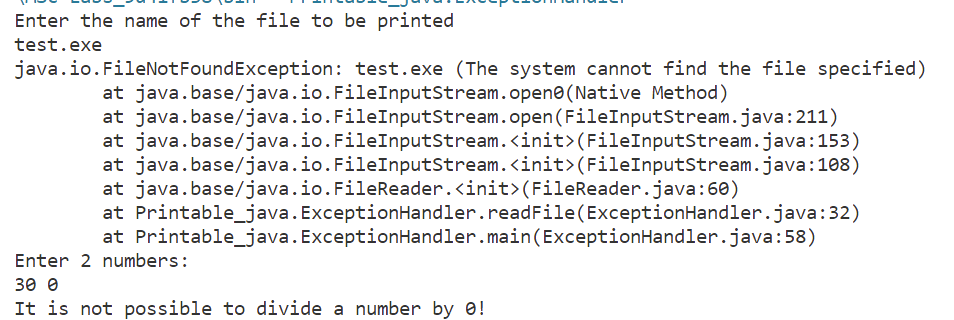 Enter the name of the file to be printed
test.exe
java.io.FileNotFoundException: test.exe (The system cannot find the file specified)
        at java.base/java.io.FileInputStream.open0(Native Method)
        at java.base/java.io.FileInputStream.open(FileInputStream.java:211)
        at java.base/java.io.FileInputStream.<init>(FileInputStream.java:153)
        at java.base/java.io.FileInputStream.<init>(FileInputStream.java:108)
        at java.base/java.io.FileReader.<init>(FileReader.java:60)
        at Printable_java.ExceptionHandler.readFile(ExceptionHandler.java:32)
        at Printable_java.ExceptionHandler.main(ExceptionHandler.java:58)
Enter 2 numbers:
30 0
It is not possible to divide a number by 0!